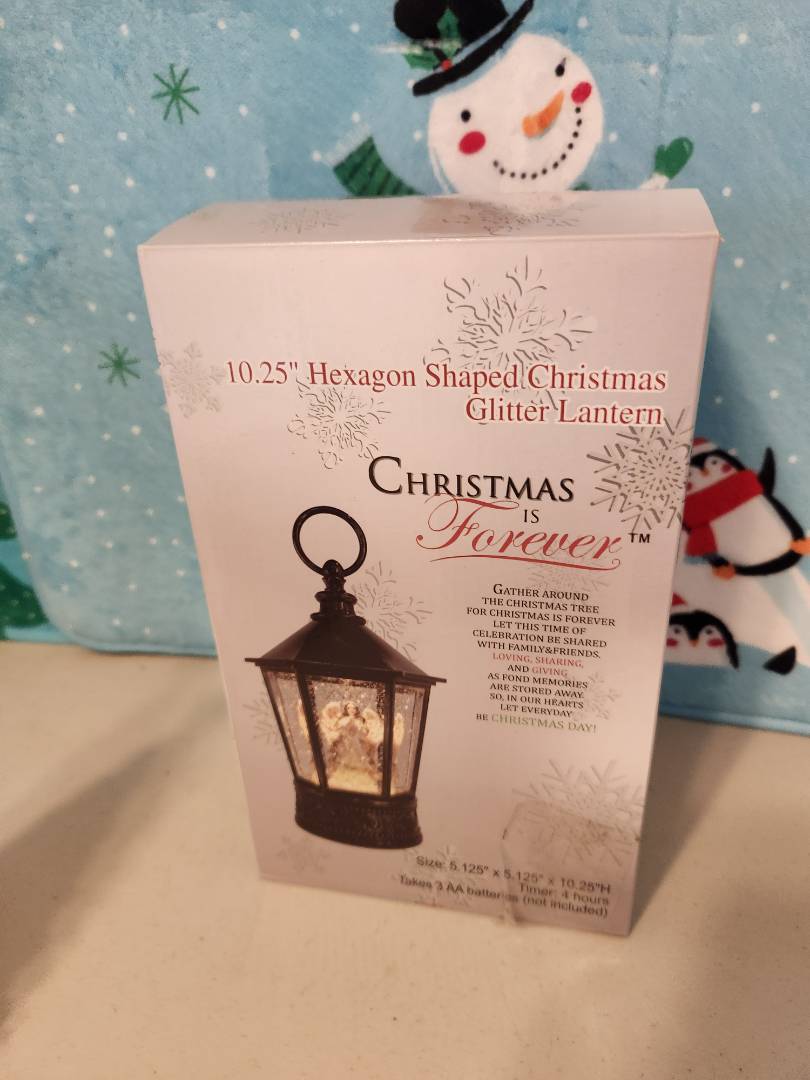 10.25" Hexagon Shaped Christmas
Glitter Lantern
CHRISTMAS
IS
Forever™
GATHER AROUND
THE CHRISTMAS TREE
FOR CHRISTMAS IS FOREVER
LET THIS TIME OF
CELEBRATION BE SHARED
WITH FAMILY&FRIENDS.
LOVING, SHARING,
AND GIVING
AS FOND MEMORIES
ARE STORED AWAY.
SO, IN OUR HEARTS
LET EVERYDAY
BE CHRISTMAS DAY!
Size: 5.125" x 5.125" x 10.25"H
Timer: 4 hours
Takes 3 AA batteries (not included)